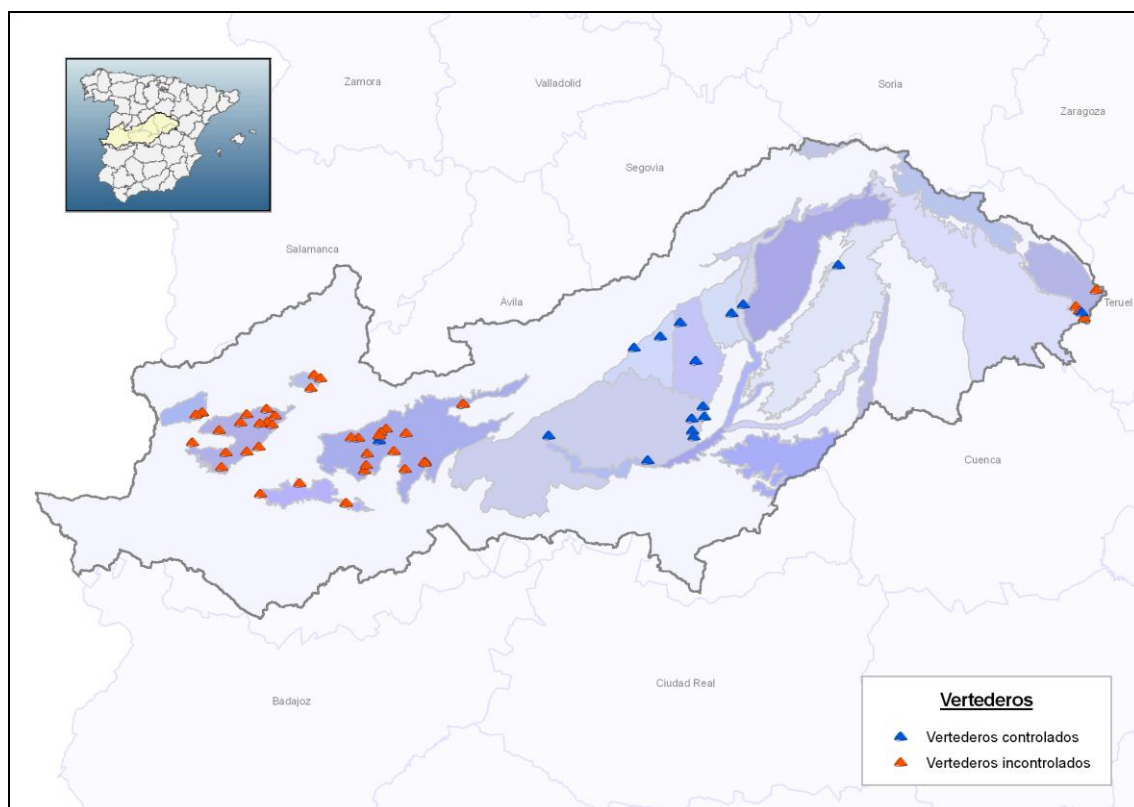 Zamora
Valladolid
Soria
Zaragoza
Segovia
Salamanca
Ávila
Teruel
Cuenca
Ciudad Real
Badajoz
Vertederos
Vertederos controlados
Vertederos incontrolados